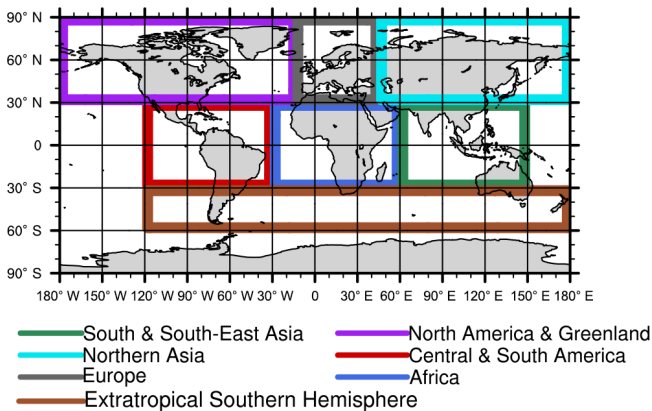 90° N
60° N
30° N
0
30° S
60° S
90° S
180° W 150° W 120° W 90° W 60° W 30° W 0 30° E 60° E 90° E 120° E 150° E 180° E
South & South-East Asia North America & Greenland
Northern Asia Central & South America
Europe Africa
Extratropical Southern Hemisphere